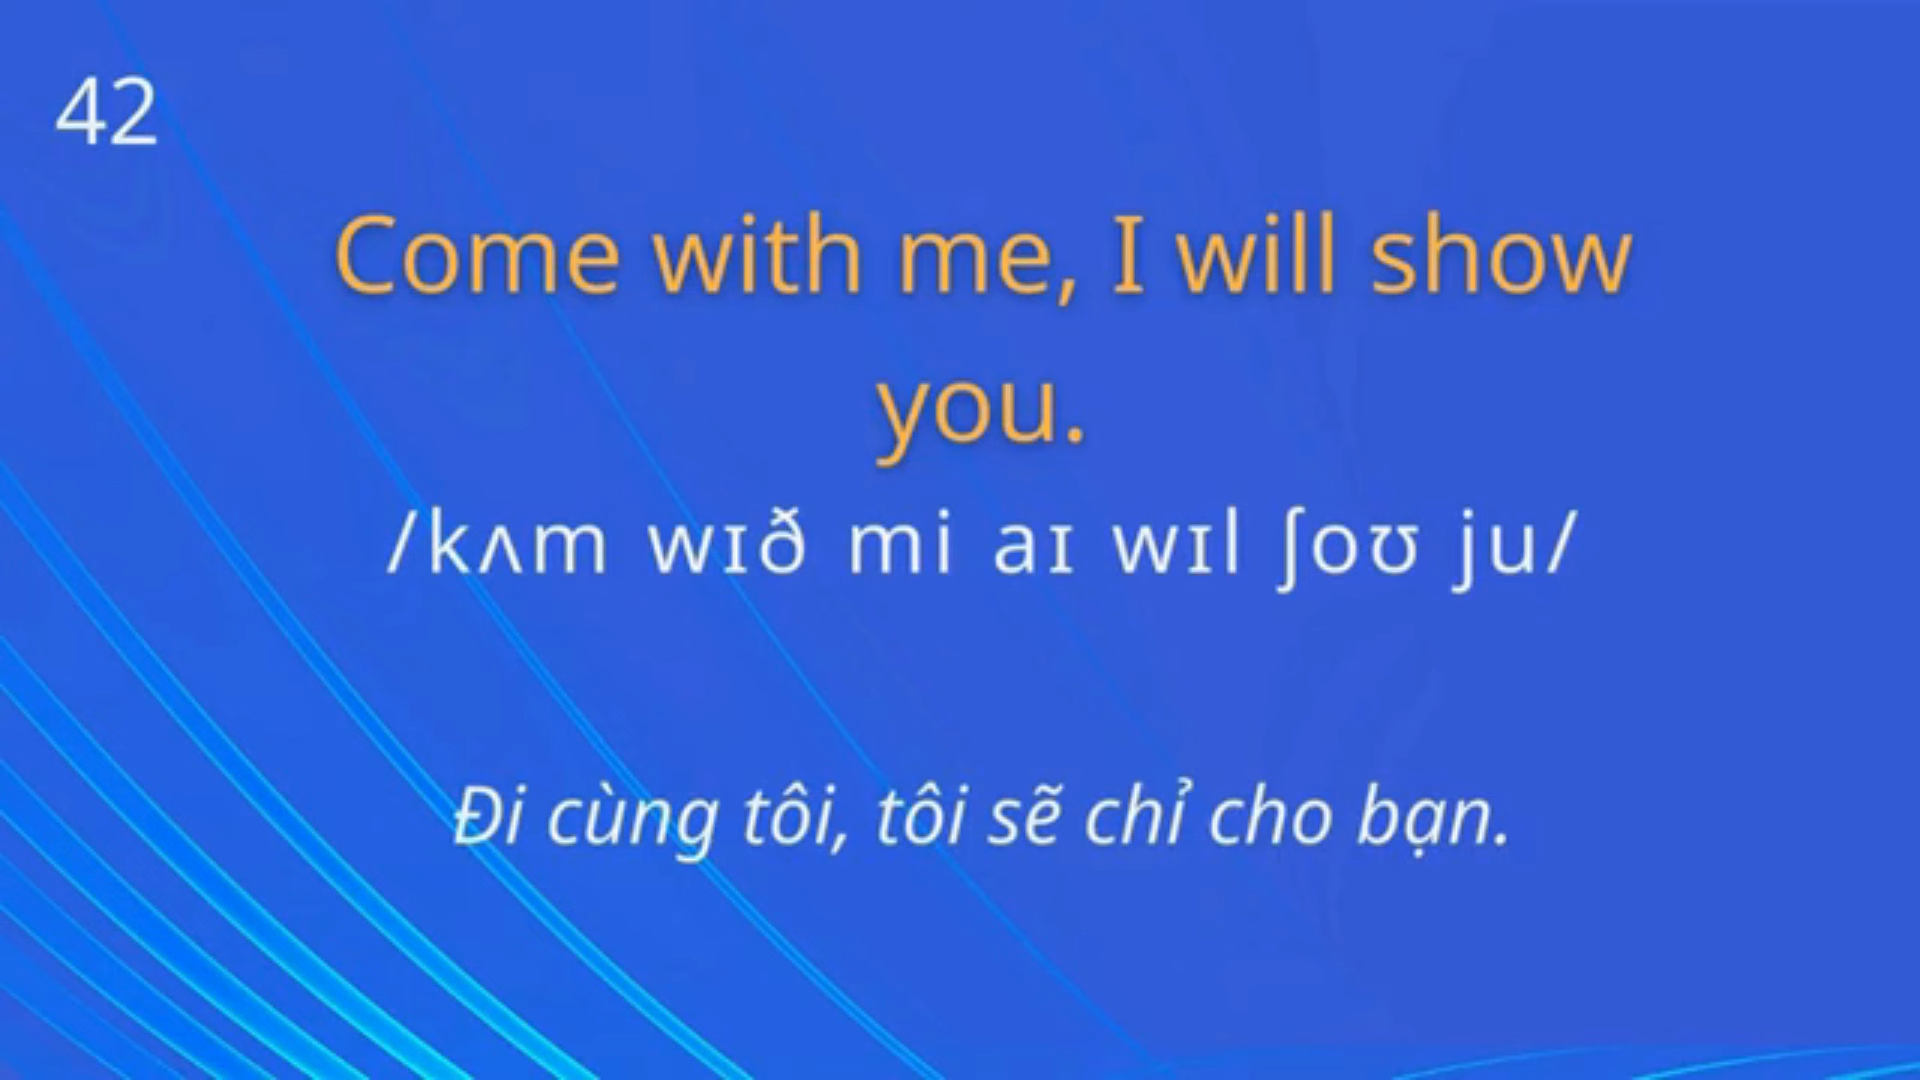 42
Come with me, I will show
you.
/kʌm wɪð mi aɪ wɪl ʃoʊ ju/
Đi cùng tôi, tôi sẽ chỉ cho bạn.